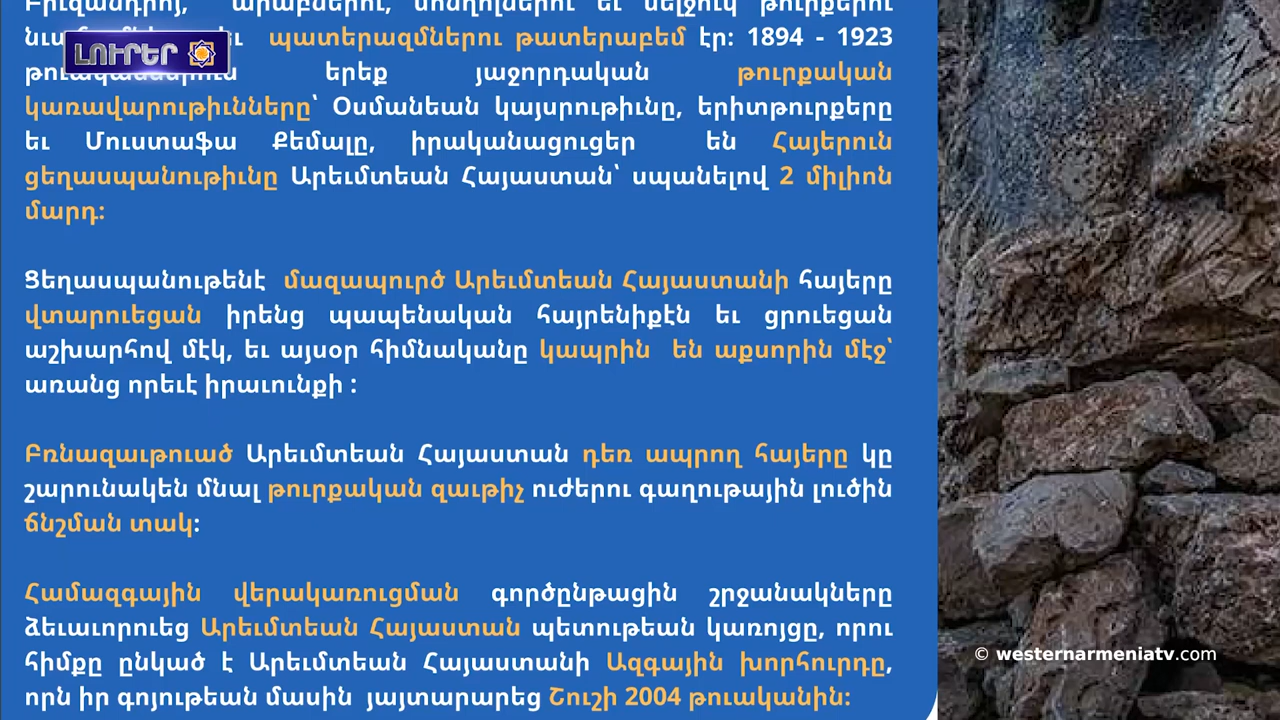 Բիւզանդիոյ, արաբներու, մոնղոլներու եւ սելջուկ թուրքերու
ԼՈՒՐԵՐ
պատերազմներու թատերաբեմ էր: 1894 - 1923
երեք յաջորդական թուրքական
կառավարութիւնները՝ Օսմանեան կայսրութիւնը, երիտթուրքերը
եւ Մուստաֆա Քեմալը, իրականացուցեր են Հայերուն
ցեղասպանութիւնը Արեւմտեան Հայաստան՝ սպանելով 2 միլիոն
մարդ:
Ցեղասպանութենէ մազապուրծ Արեւմտեան Հայաստանի հայերը
վտարուեցան իրենց պապենական հայրենիքէն եւ ցրուեցան
աշխարհով մէկ, եւ այսօր հիմնականը կապրին են աքսորին մէջ՝
առանց որեւէ իրաւունքի :
Բռնազաւթուած Արեւմտեան Հայաստան դեռ ապրող հայերը կը
շարունակեն մնալ թուրքական զաւթիչ ուժերու գաղութային լուծին
ճնշման տակ:
Համազգային վերակառուցման գործընթացին շրջանակները
ձեւաւորուեց Արեւմտեան Հայաստան պետութեան կառոյցը, որու
հիմքը ընկած է Արեւմտեան Հայաստանի Ազգային խորհուրդը,
որն իր գոյութեան մասին յայտարարեց Շուշի 2004 թուականին:
© westernarmeniatv.com